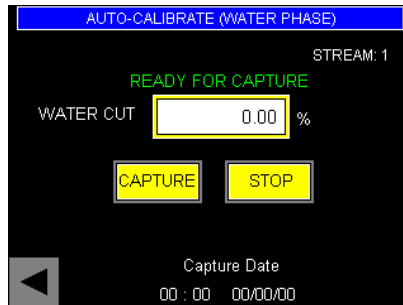 AUTO-CALIBRATE (WATER PHASE)
STREAM: 1
READY FOR CAPTURE
WATER CUT 0.00 %
CAPTURE STOP
Capture Date
00 : 00 00/00/00